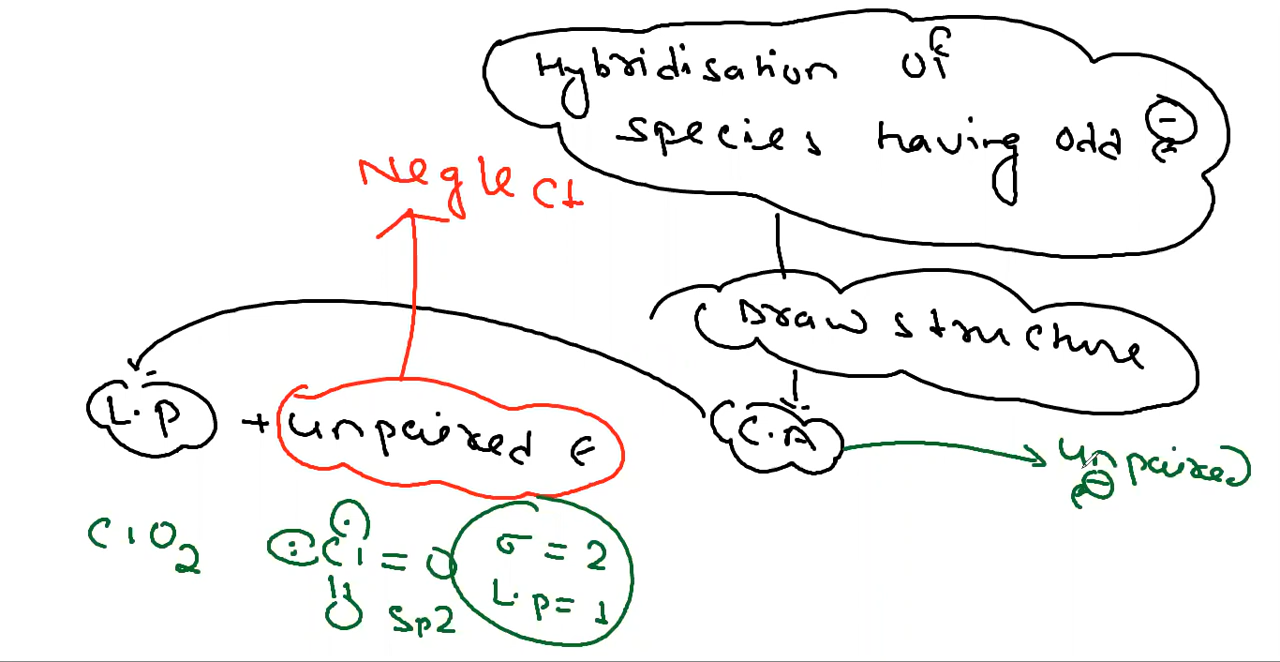 Hybridisation of
species having odd e⊖
Neglect
Draw structure
L.p + unpaired e
C.A
unpaired
e⊖
ClO2
:Cl=O
O
sp2
σ = 2
L.p = 1